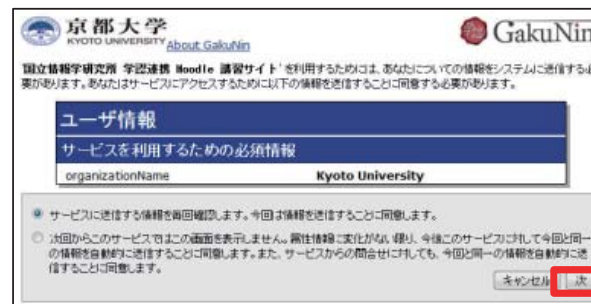 京都大学
KYOTO UNIVERSITY About GakuNin
GakuNin
国立情報学研究所 学認連携 Moodle 講習サイト を利用するためには、あなたについての情報をシステムに送信する必
要があります。あなたはサービスにアクセスするために以下の情報を送信することに同意する必要があります。
ユーザ情報
サービスを利用するための必須情報
organizationName Kyoto University
サービスに送信する情報を毎回確認します。今回は情報を送信することに同意します。
次回からこのサービスではこの画面を表示しません。属性情報に変化がない限り、今後このサービスに対して今回と同一
の情報を自動的に送信することに同意します。また、サービスからの問合せに対しても、今回と同一の情報を自動的に送
信することに同意します。
キャンセル 次